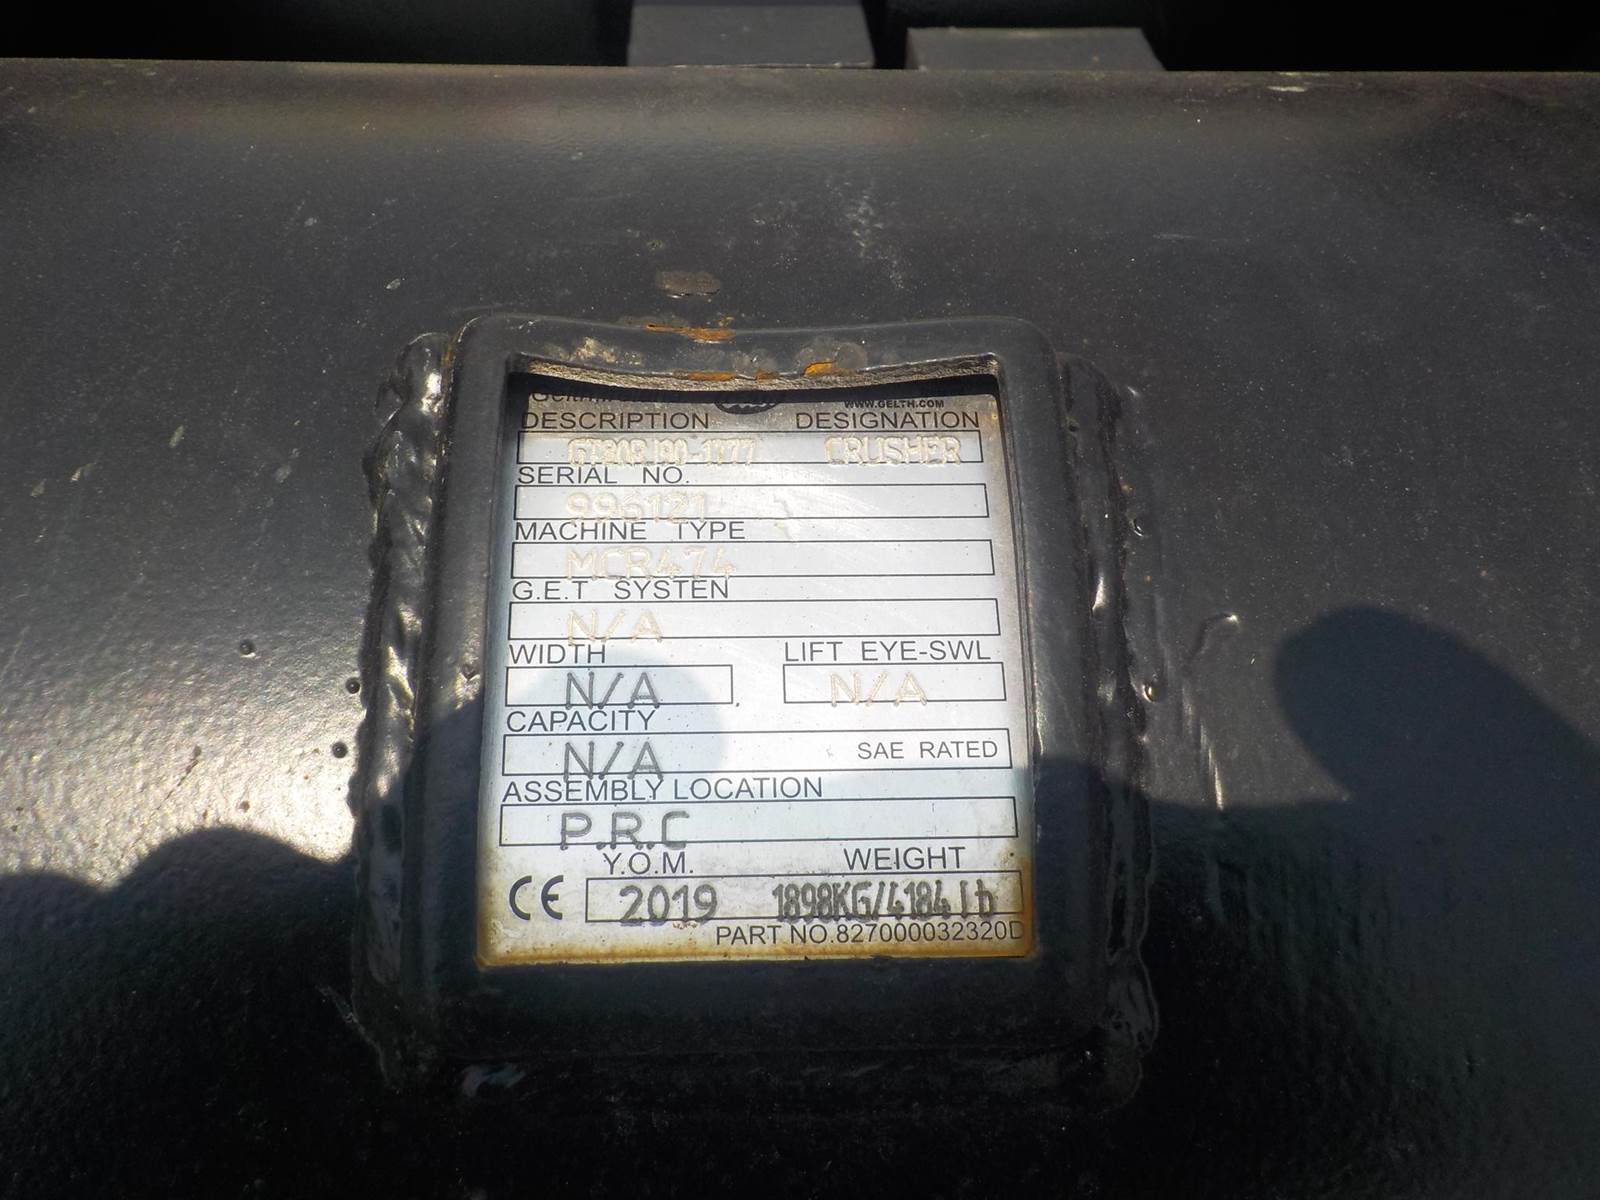 WWW.GELTH.COM
DESCRIPTION DESIGNATION
CRUSHER
SERIAL NO.
996121
MACHINE TYPE
MCR474
G.E.T SYSTEN
N/A
WIDTH LIFT EYE-SWL
N/A N/A
CAPACITY
N/A SAE RATED
ASSEMBLY LOCATION
P.R.C
Y.O.M. WEIGHT
CE 2019 1898KG/4184lb
PART NO.827000032320D